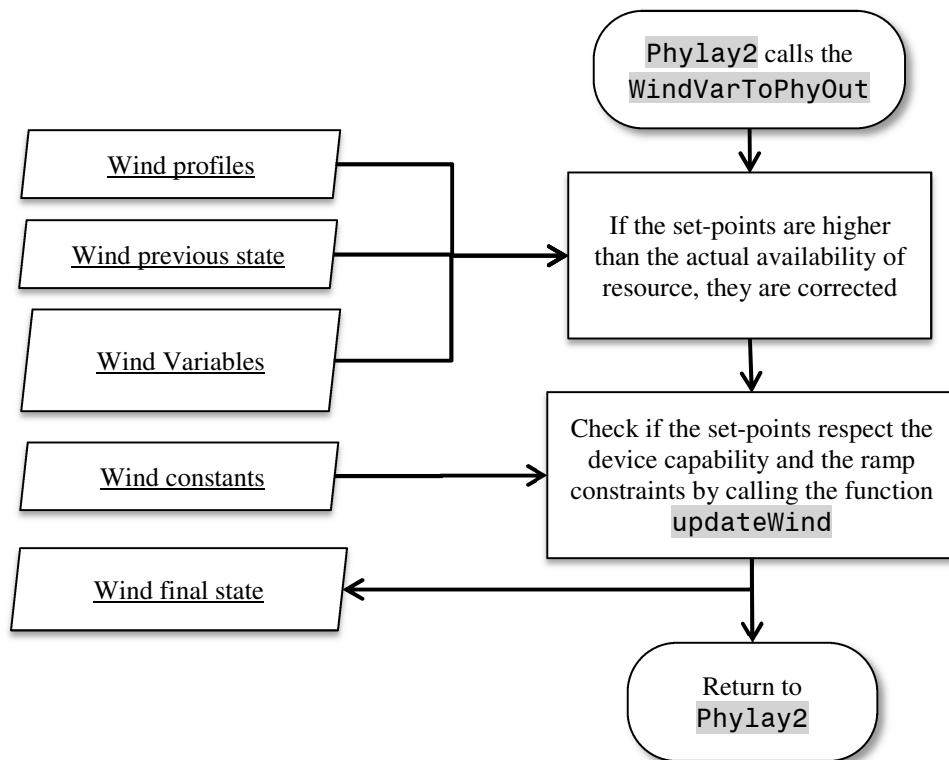 Phylay2 calls the
WindVarToPhyOut
Wind profiles
Wind previous state
Wind Variables
If the set-points are higher
than the actual availability of
resource, they are corrected
Wind constants
Check if the set-points respect the
device capability and the ramp
constraints by calling the function
updateWind
Wind final state
Return to
Phylay2